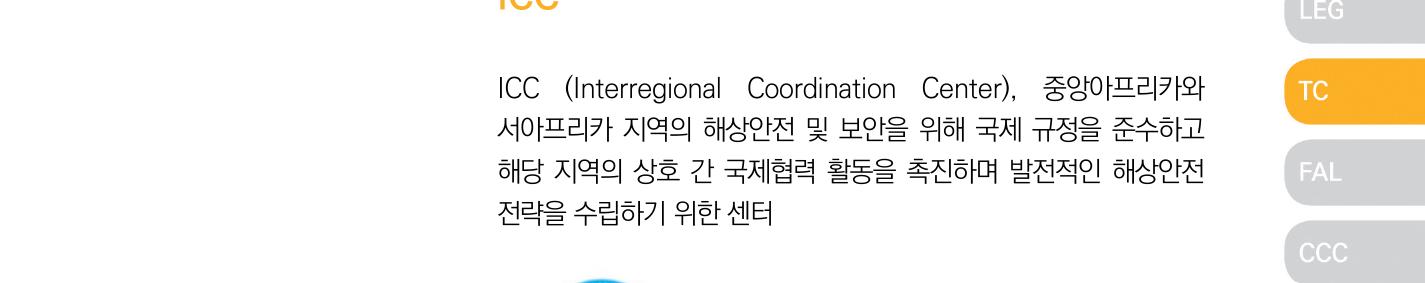 ICC
LEG
ICC (Interregional Coordination Center), 중앙아프리카와
서아프리카 지역의 해상안전 및 보안을 위해 국제 규정을 준수하고
해당 지역의 상호 간 국제협력 활동을 촉진하며 발전적인 해상안전
전략을 수립하기 위한 센터
TC
FAL
CCC